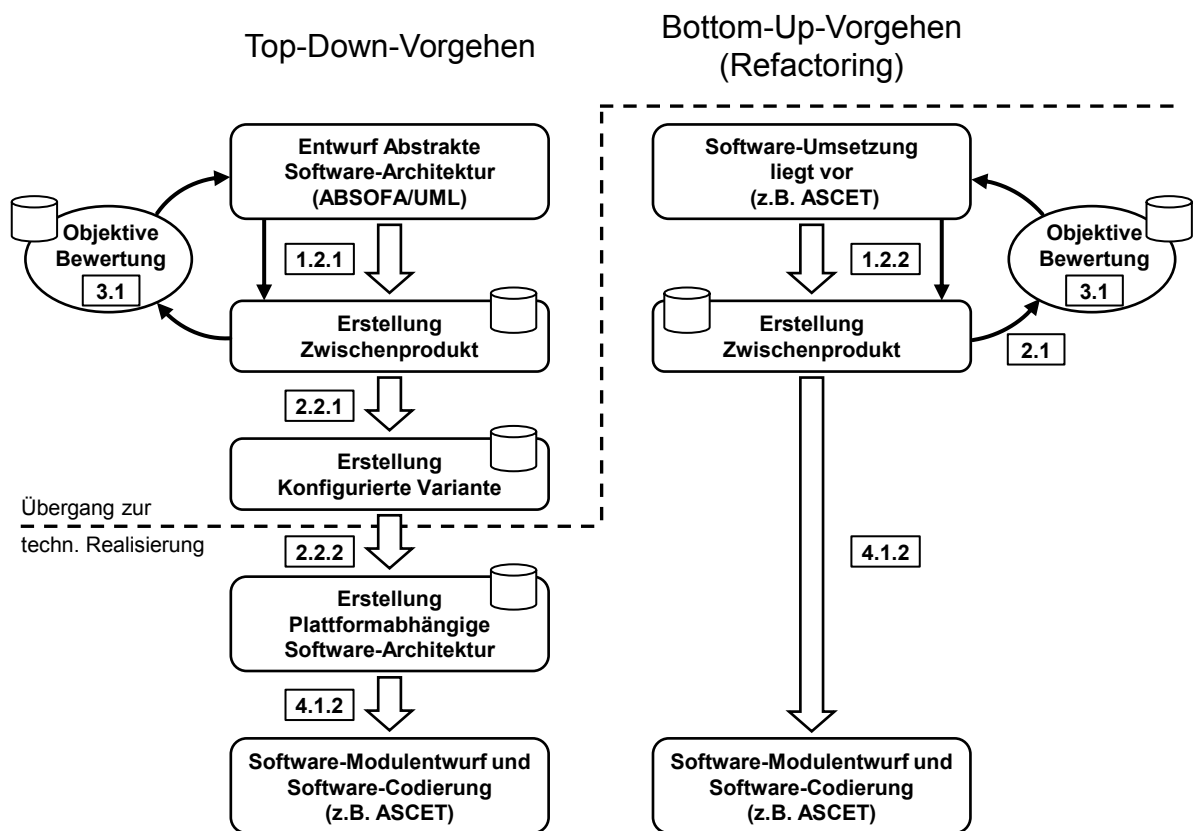 Top-Down-Vorgehen
Bottom-Up-Vorgehen
(Refactoring)
Entwurf Abstrakte
Software-Architektur
(ABSOFA/UML)
Objektive
Bewertung
3.1
1.2.1
Erstellung
Zwischenprodukt
2.2.1
Erstellung
Konfigurierte Variante
Übergang zur
techn. Realisierung
2.2.2
Erstellung
Plattformabhängige
Software-Architektur
4.1.2
Software-Modulentwurf und
Software-Codierung
(z.B. ASCET)
Software-Umsetzung
liegt vor
(z.B. ASCET)
1.2.2
Objektive
Bewertung
3.1
Erstellung
Zwischenprodukt
2.1
4.1.2
Software-Modulentwurf und
Software-Codierung
(z.B. ASCET)